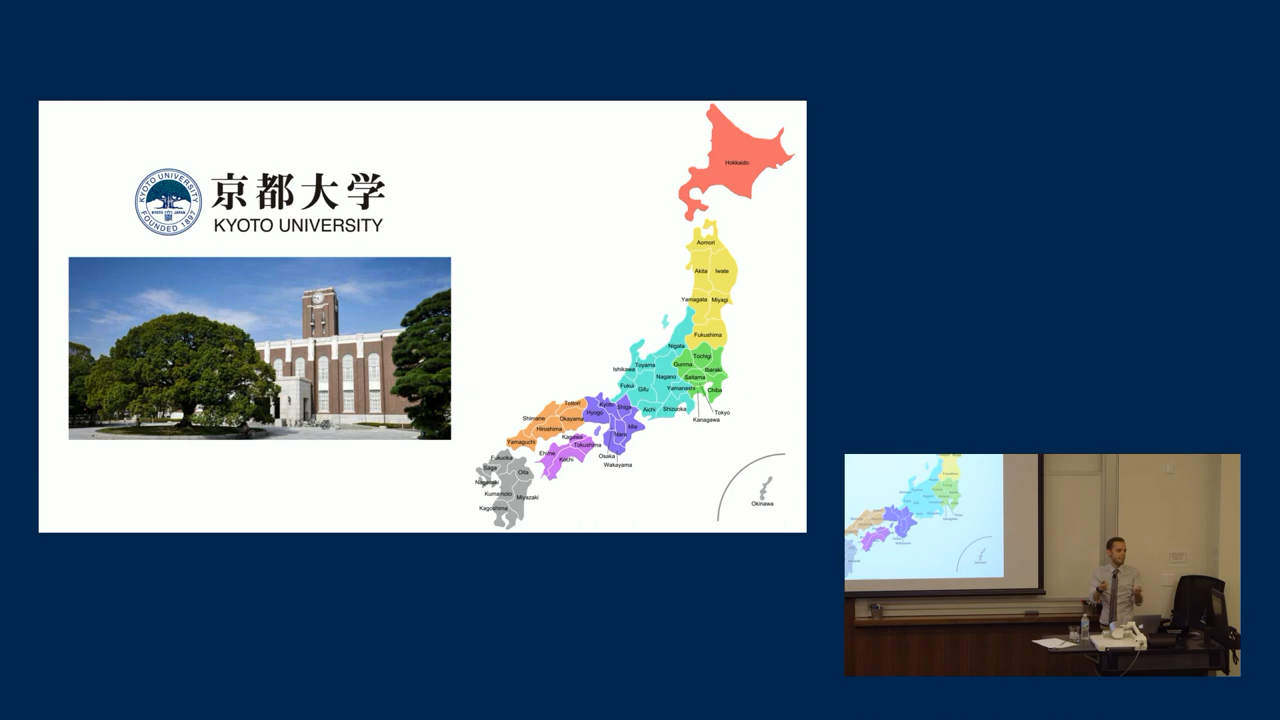 京都大学
KYOTO UNIVERSITY
KYOTO UNIVERSITY
KYOTO JAPAN
FOUNDED 1897
Hokkaido
Aomori
Akita
Iwate
Yamagata
Miyagi
Fukushima
Niigata
Tochigi
Toyama
Gunma
Ishikawa
Ibaraki
Nagano
Saitama
Fukui
Gifu
Yamanashi
Chiba
Aichi
Shizuoka
Tokyo
Kanagawa
Tottori
Kyoto
Shiga
Hyogo
Shimane
Okayama
Mie
Hiroshima
Nara
Kagawa
Yamaguchi
Tokushima
Ehime
Osaka
Kochi
Wakayama
Fukuoka
Saga
Oita
Nagasaki
Kumamoto
Miyazaki
Kagoshima
Okinawa